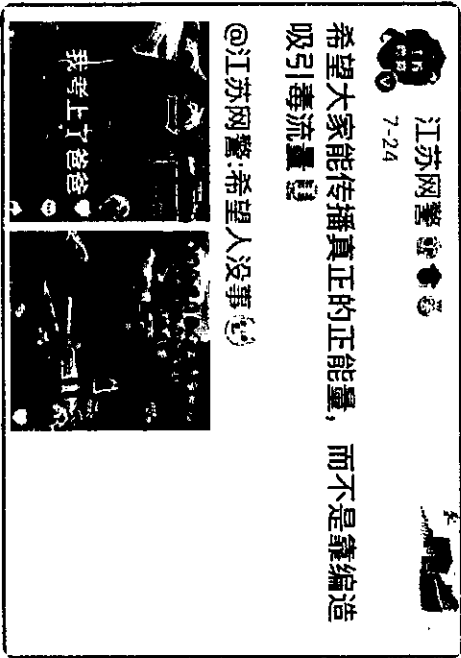 江苏网警
7-24
希望大家能传播真正的正能量，而不是靠编造
吸引毒流量
@江苏网警:希望人没事
我考上了爸爸